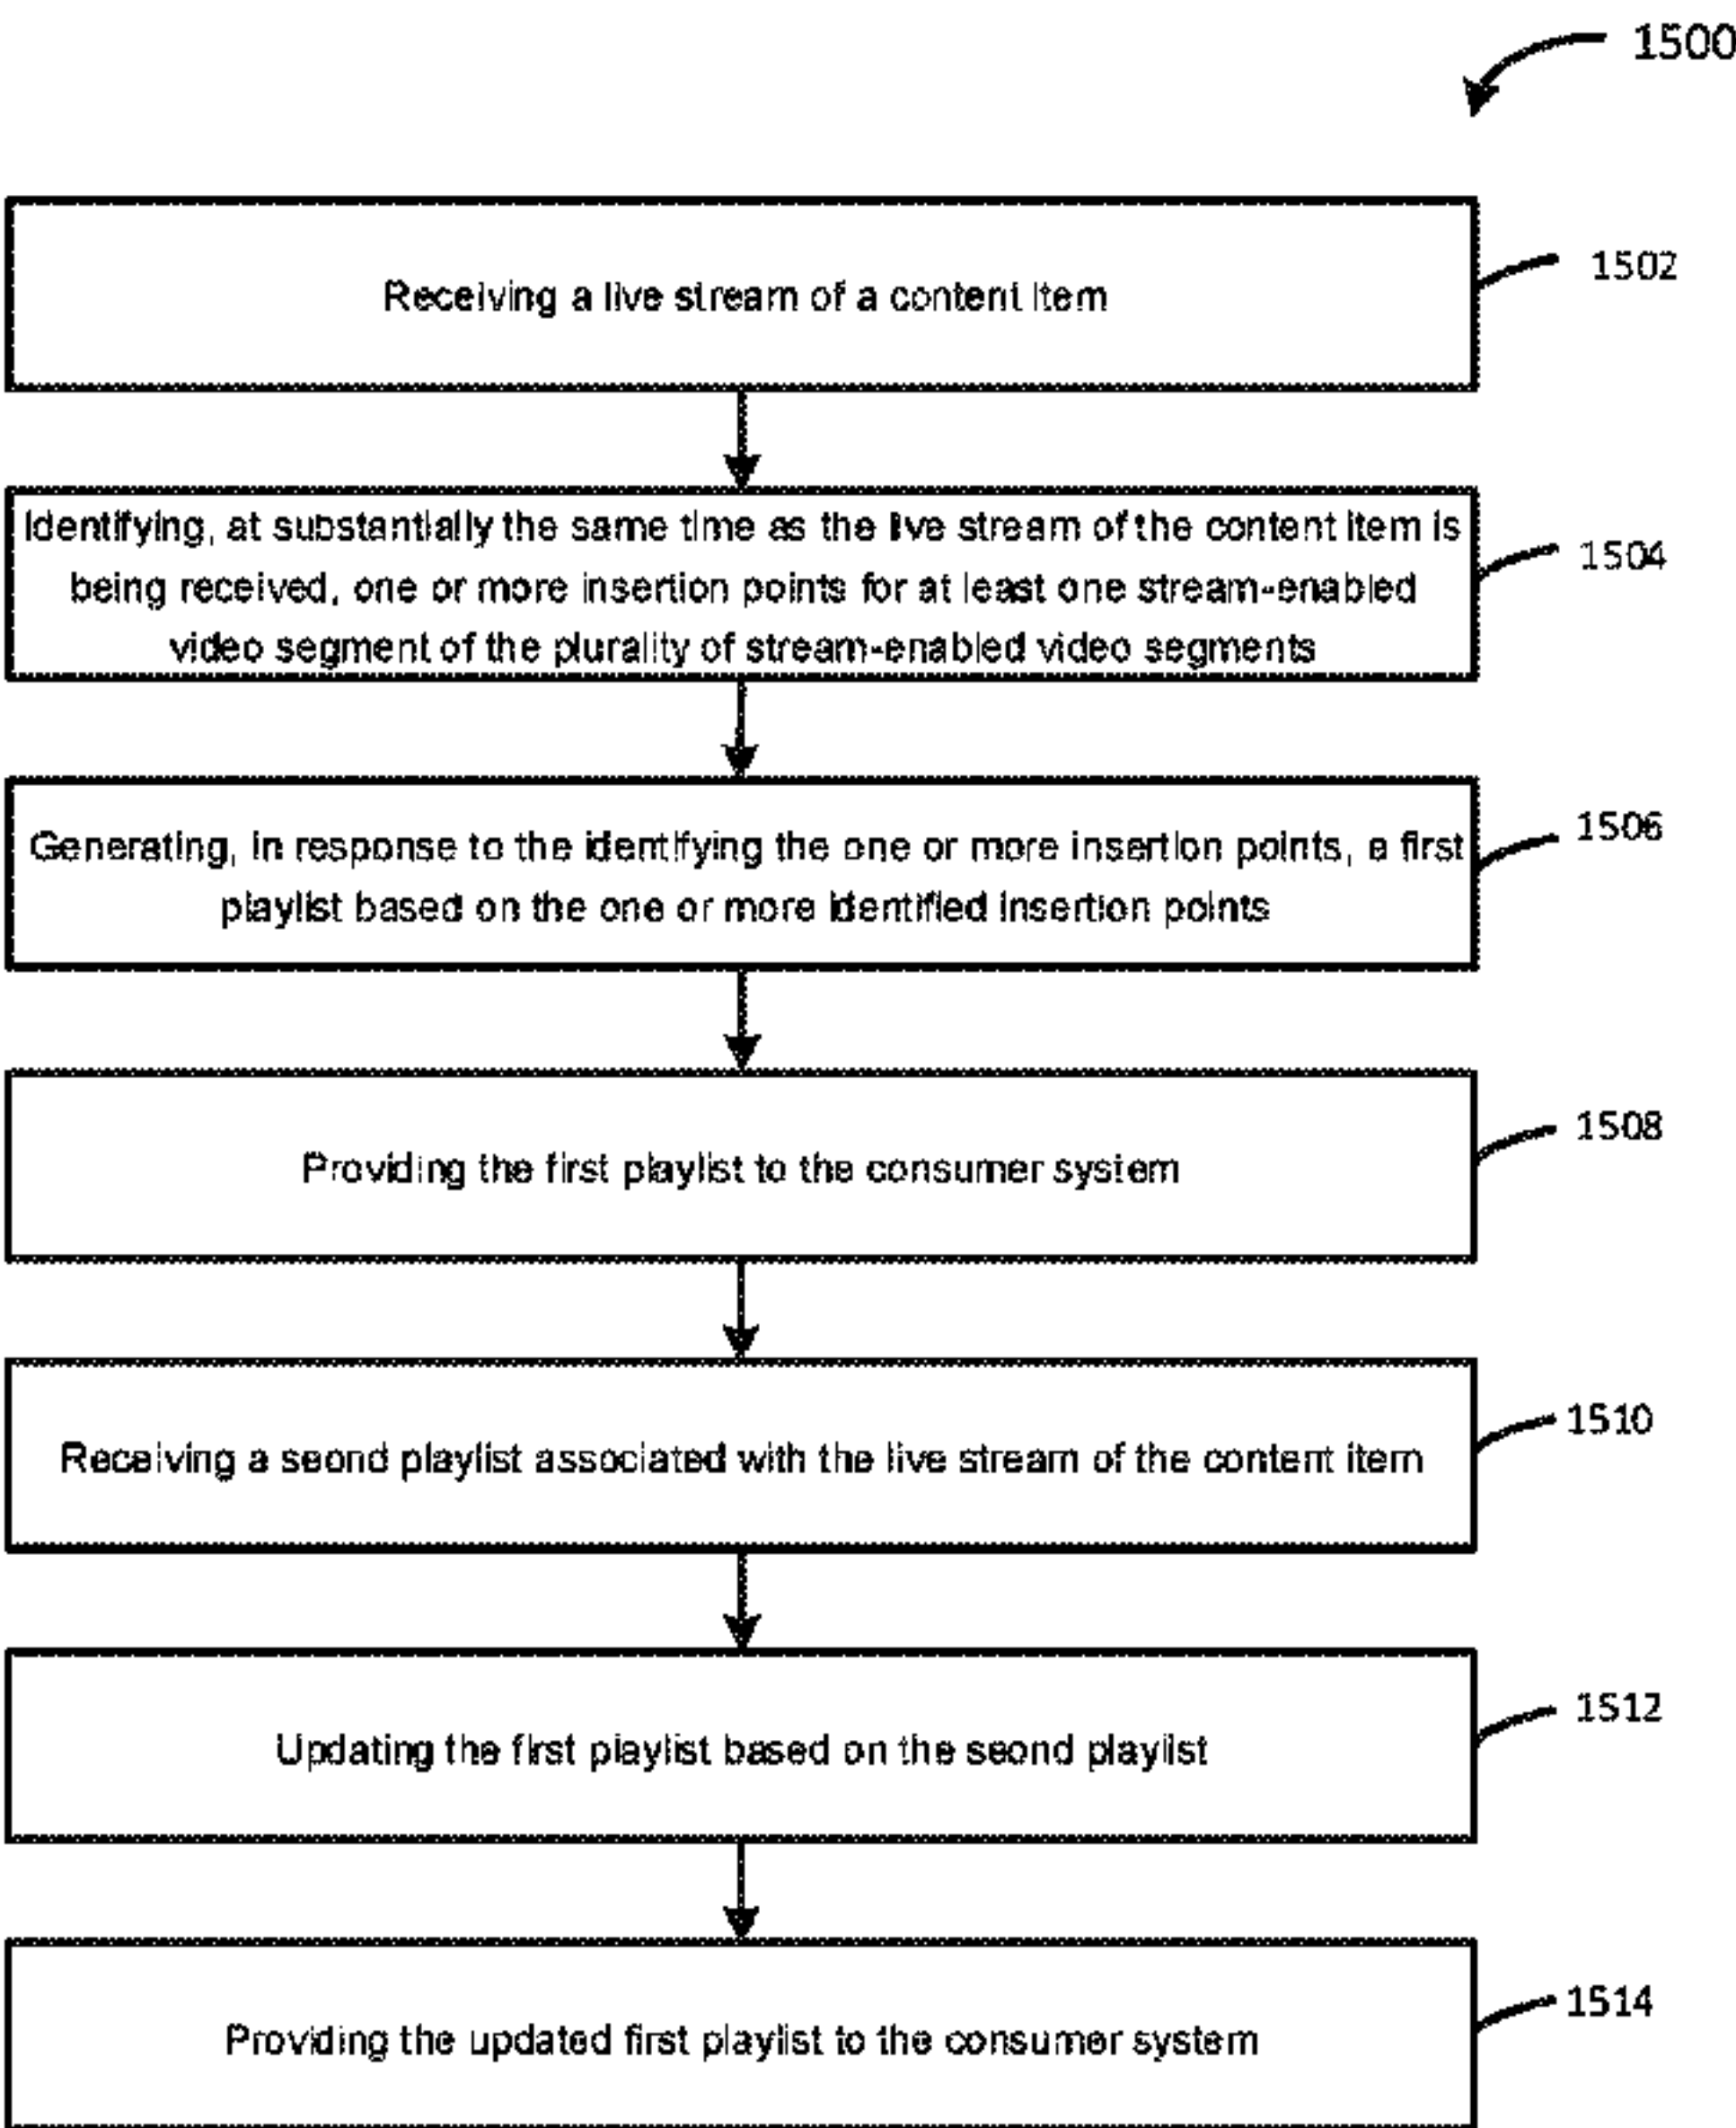 1500
Receiving a live stream of a content item
1502
Identifying, at substantially the same time as the live stream of the content item is
being received, one or more insertion points for at least one stream-enabled
video segment of the plurality of stream-enabled video segments
1504
Generating, in response to the identifying the one or more insertion points, a first
playlist based on the one or more identified insertion points
1506
Providing the first playlist to the consumer system
1508
Receiving a seond playlist associated with the live stream of the content item
1510
Updating the first playlist based on the seond playlist
1512
Providing the updated first playlist to the consumer system
1514